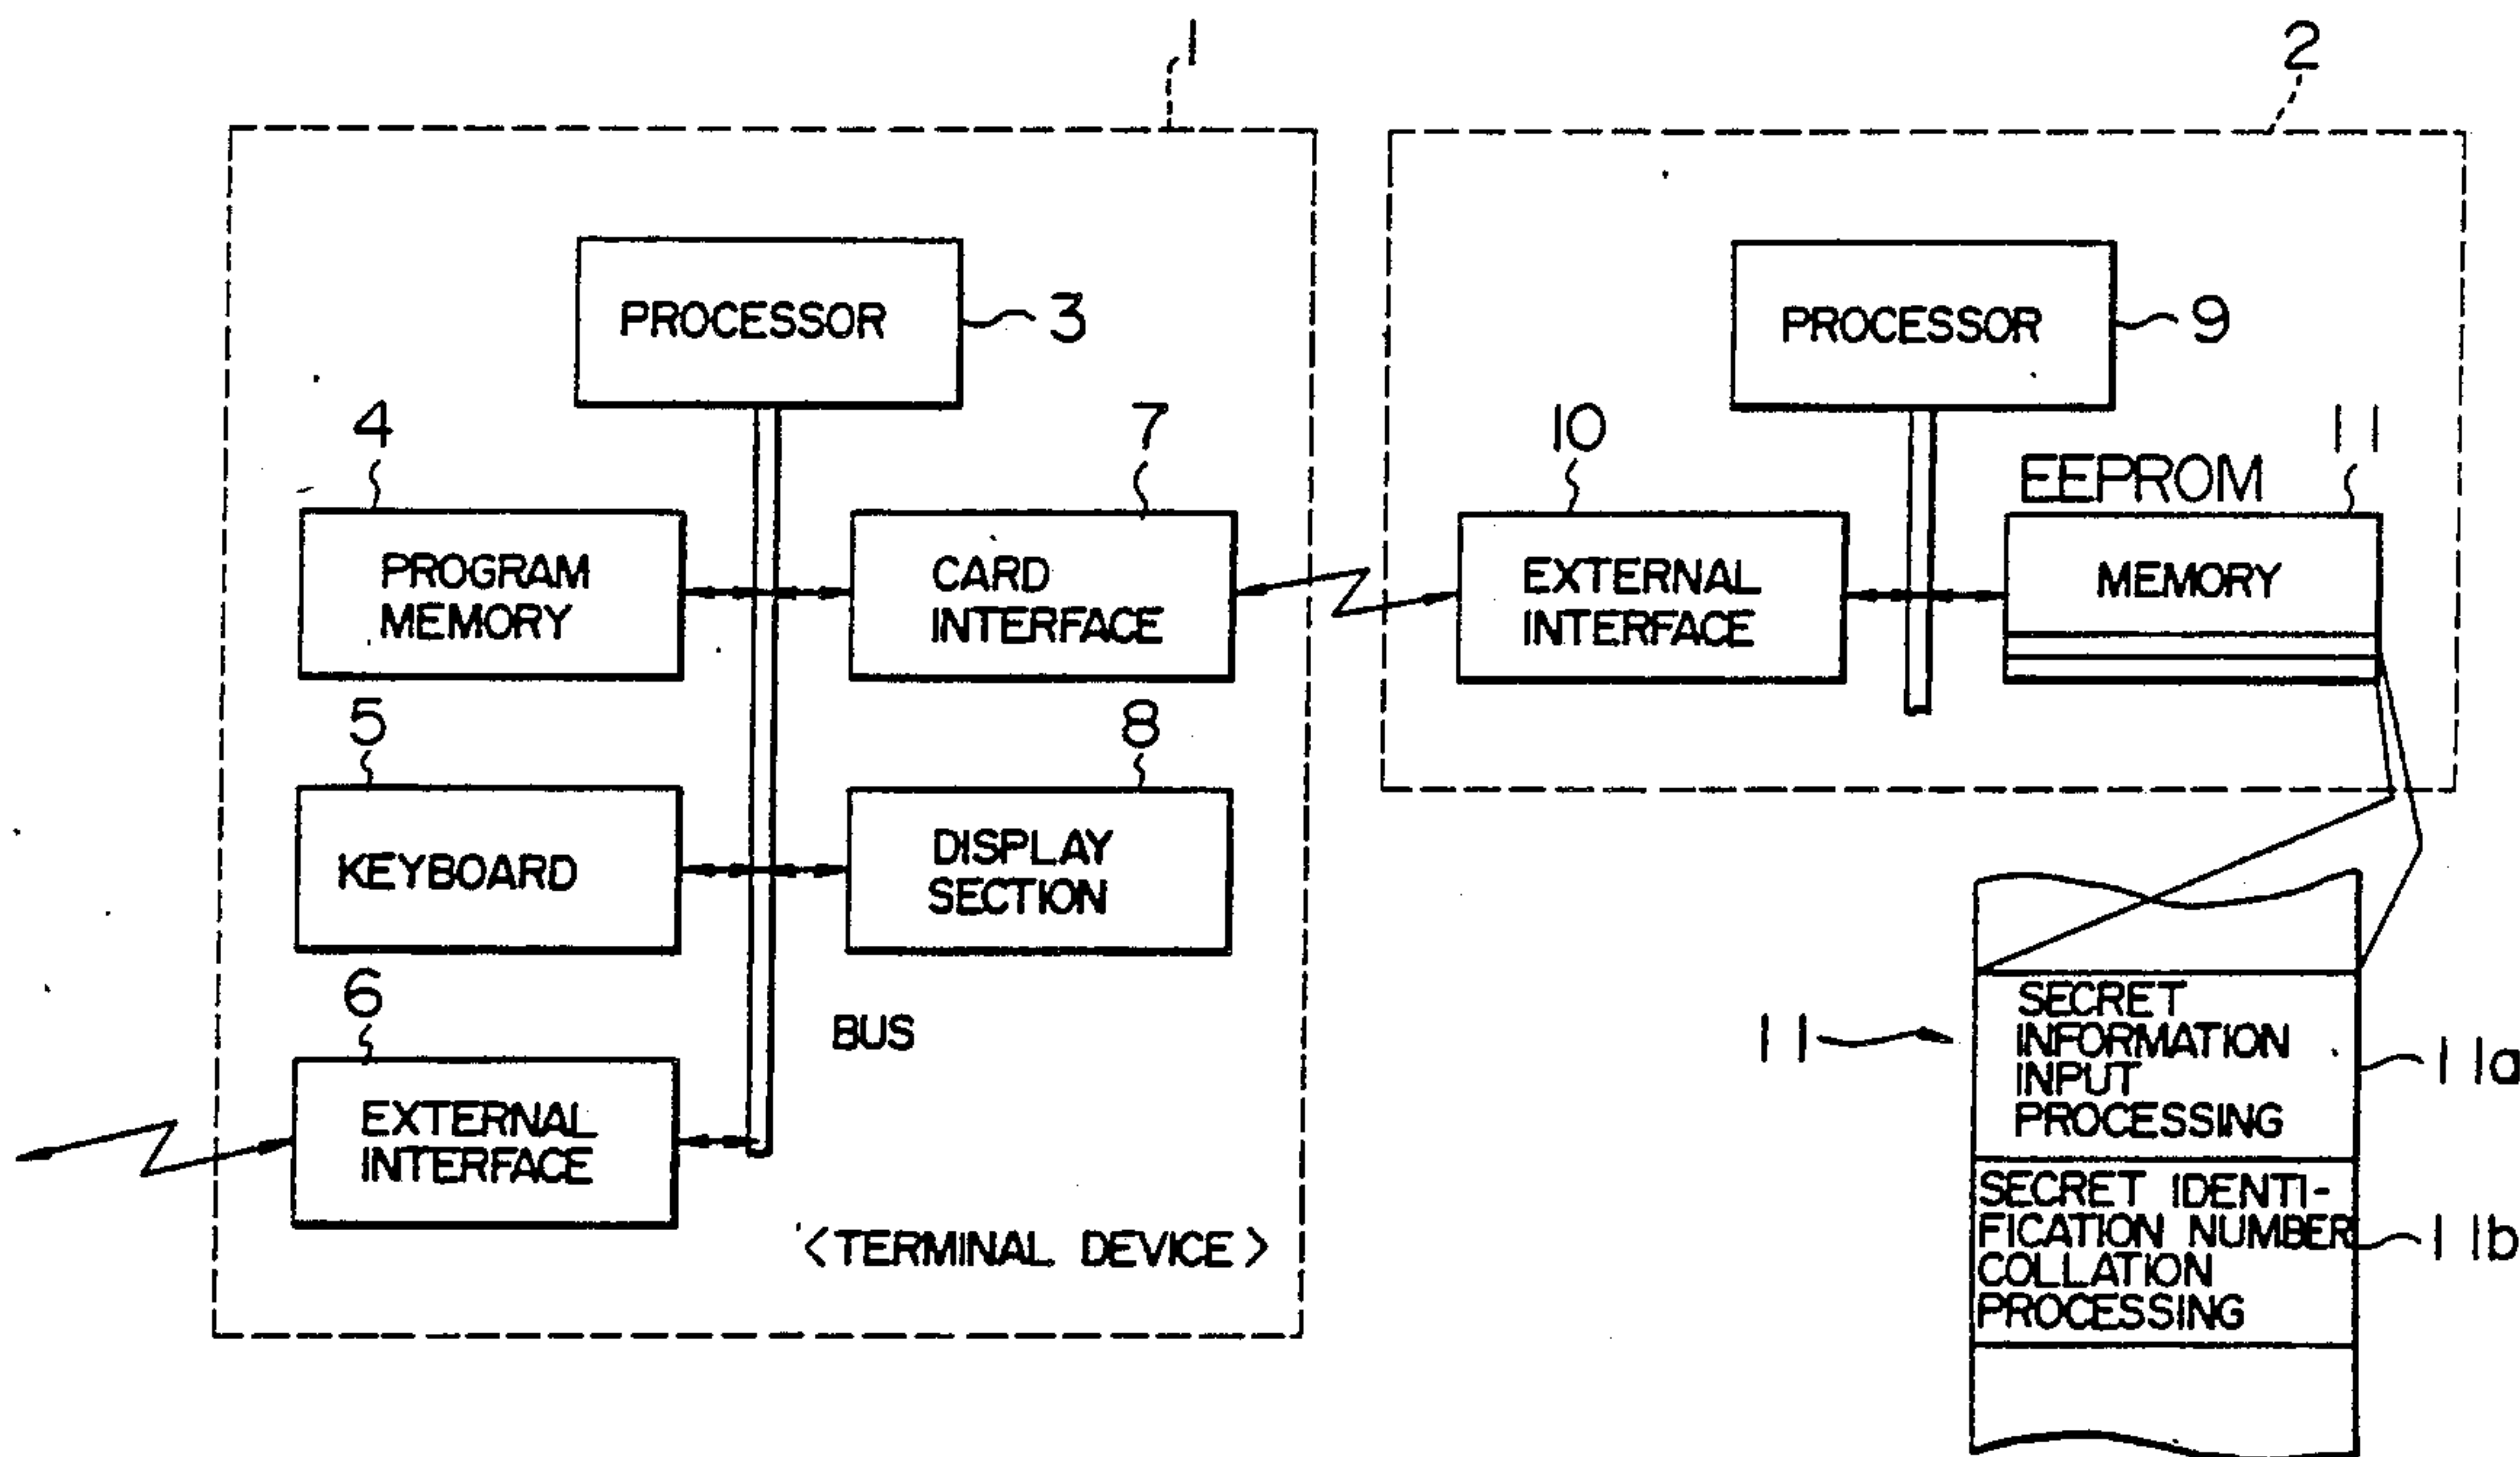 1
2
PROCESSOR
3
PROCESSOR
9
4
7
10
11
EEPROM
PROGRAM
MEMORY
CARD
INTERFACE
EXTERNAL
INTERFACE
MEMORY
5
8
KEYBOARD
DISPLAY
SECTION
6
BUS
EXTERNAL
INTERFACE
<TERMINAL DEVICE>
11
SECRET
INFORMATION
INPUT
PROCESSING
11a
SECRET IDENTI-
FICATION NUMBER
COLLATION
PROCESSING
11b